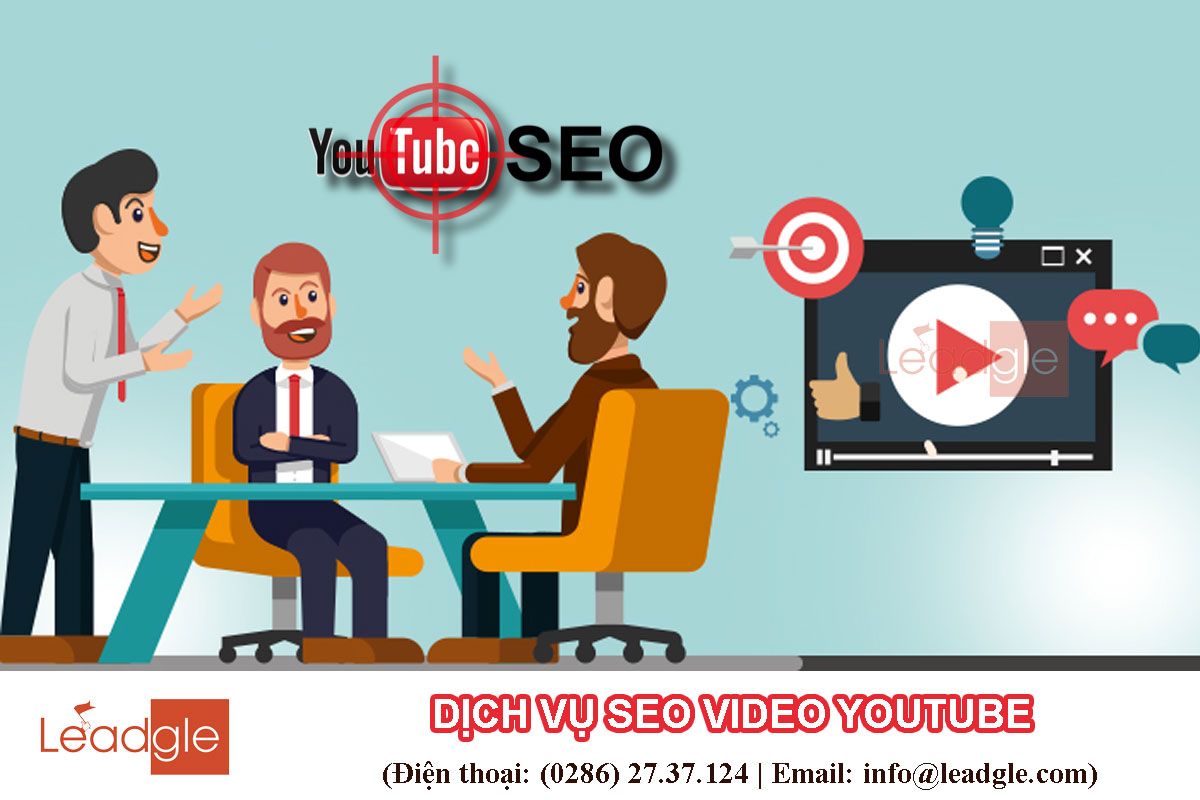 YouTube SEO
Leadgle
Leadgle
DỊCH VỤ SEO VIDEO YOUTUBE
(Điện thoại: (0286) 27.37.124 | Email: info@leadgle.com)